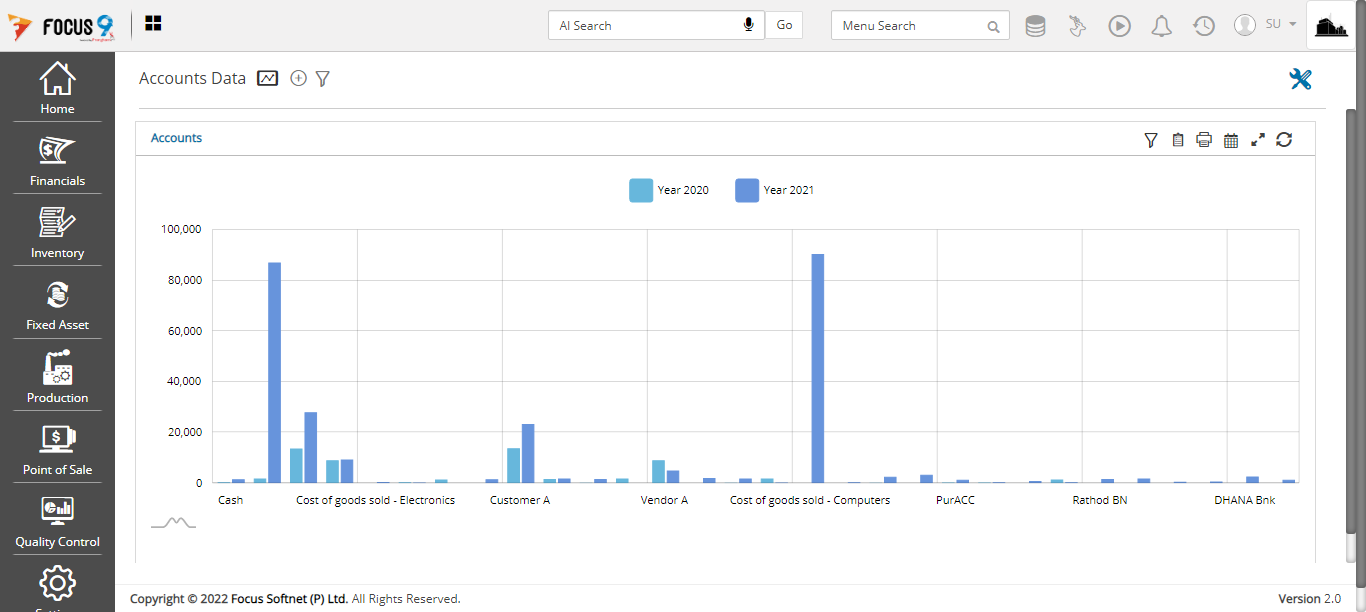 FOCUS 9
AI Search
Go
Menu Search
SU
Home
Financials
Inventory
Fixed Asset
Production
Point of Sale
Quality Control
Accounts Data
Accounts
Year 2020
Year 2021
100,000
80,000
60,000
40,000
20,000
0
Cash
Cost of goods sold - Electronics
Customer A
Vendor A
Cost of goods sold - Computers
PurACC
Rathod BN
DHANA Bnk
Copyright © 2022 Focus Softnet (P) Ltd. All Rights Reserved.
Version 2.0